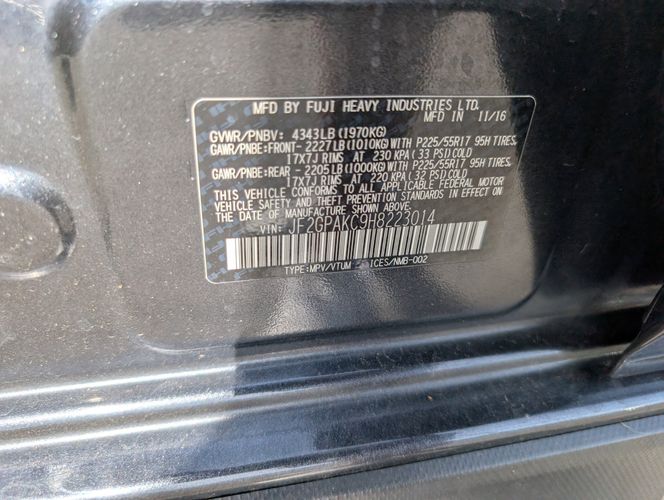 MFD BY FUJI HEAVY INDUSTRIES LTD.
MFD IN 11/16
GVWR/PNBV: 4343LB(1970KG)
GAWR/PNBE:FRONT-2227LB(1010KG)WITH P225/55R17 95H TIRES,
17X7J RIMS AT 230 KPA (33 PSI)COLD
GAWR/PNBE:REAR -2205LB(1000KG)WITH P225/55R17 95H TIRES,
17X7J RIMS AT 220 KPA (32 PSI)COLD
THIS VEHICLE CONFORMS TO ALL APPLICABLE FEDERAL MOTOR
VEHICLE SAFETY AND THEFT PREVENTION STANDARDS IN EFFECT ON
THE DATE OF MANUFACTURE SHOWN ABOVE.
VIN: JF2GPAKC9H8223014
TYPE:MPV/VTUM ICES/NMB-002